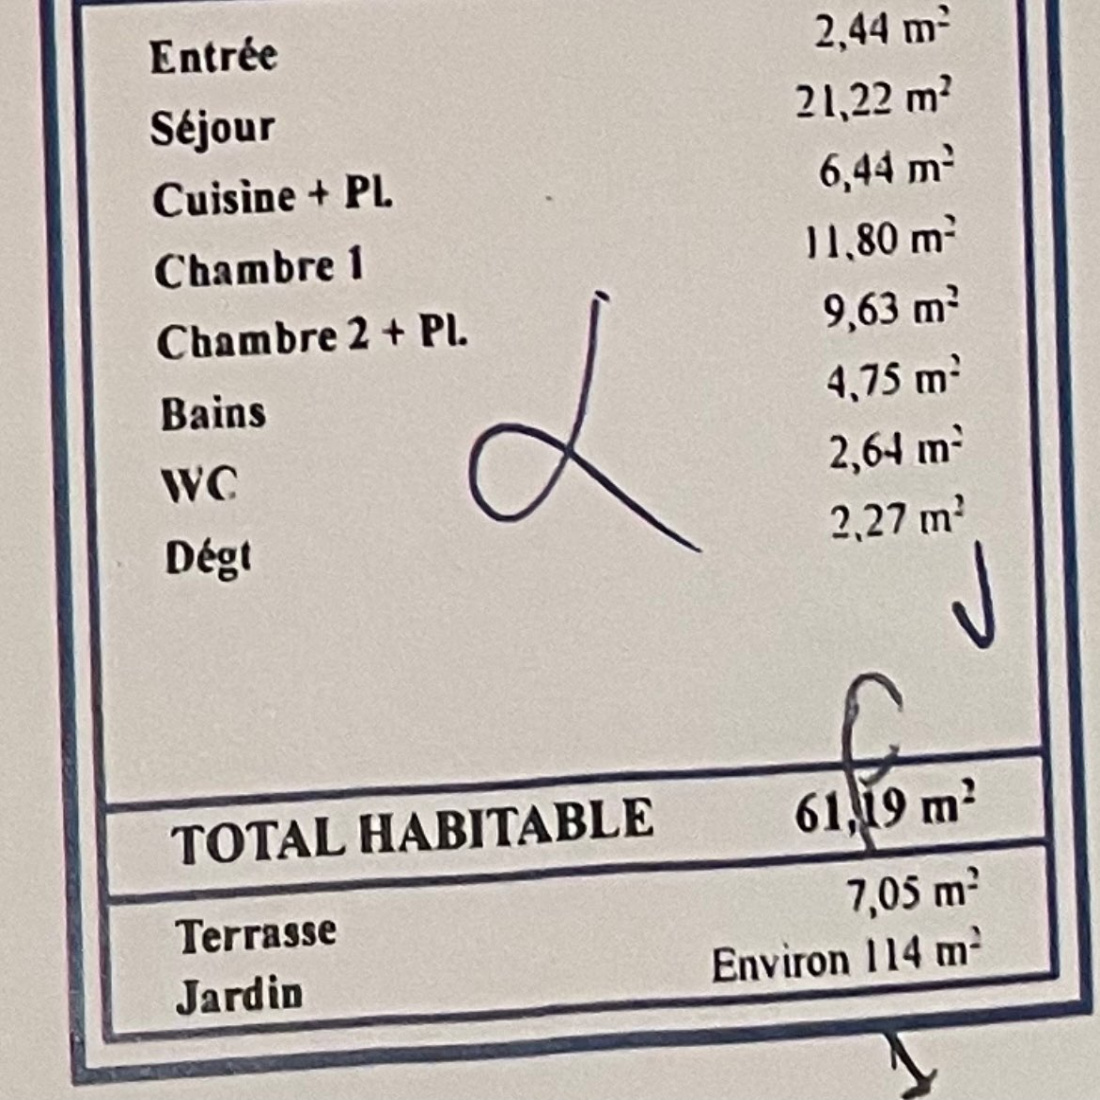 Entrée 2,44 m²
Séjour 21,22 m²
Cuisine + Pl. 6,44 m²
Chambre 1 11,80 m²
Chambre 2 + Pl. 9,63 m²
Bains 4,75 m²
WC 2,64 m²
Dégt 2,27 m²
TOTAL HABITABLE 61,19 m²
Terrasse 7,05 m²
Jardin Environ 114 m²